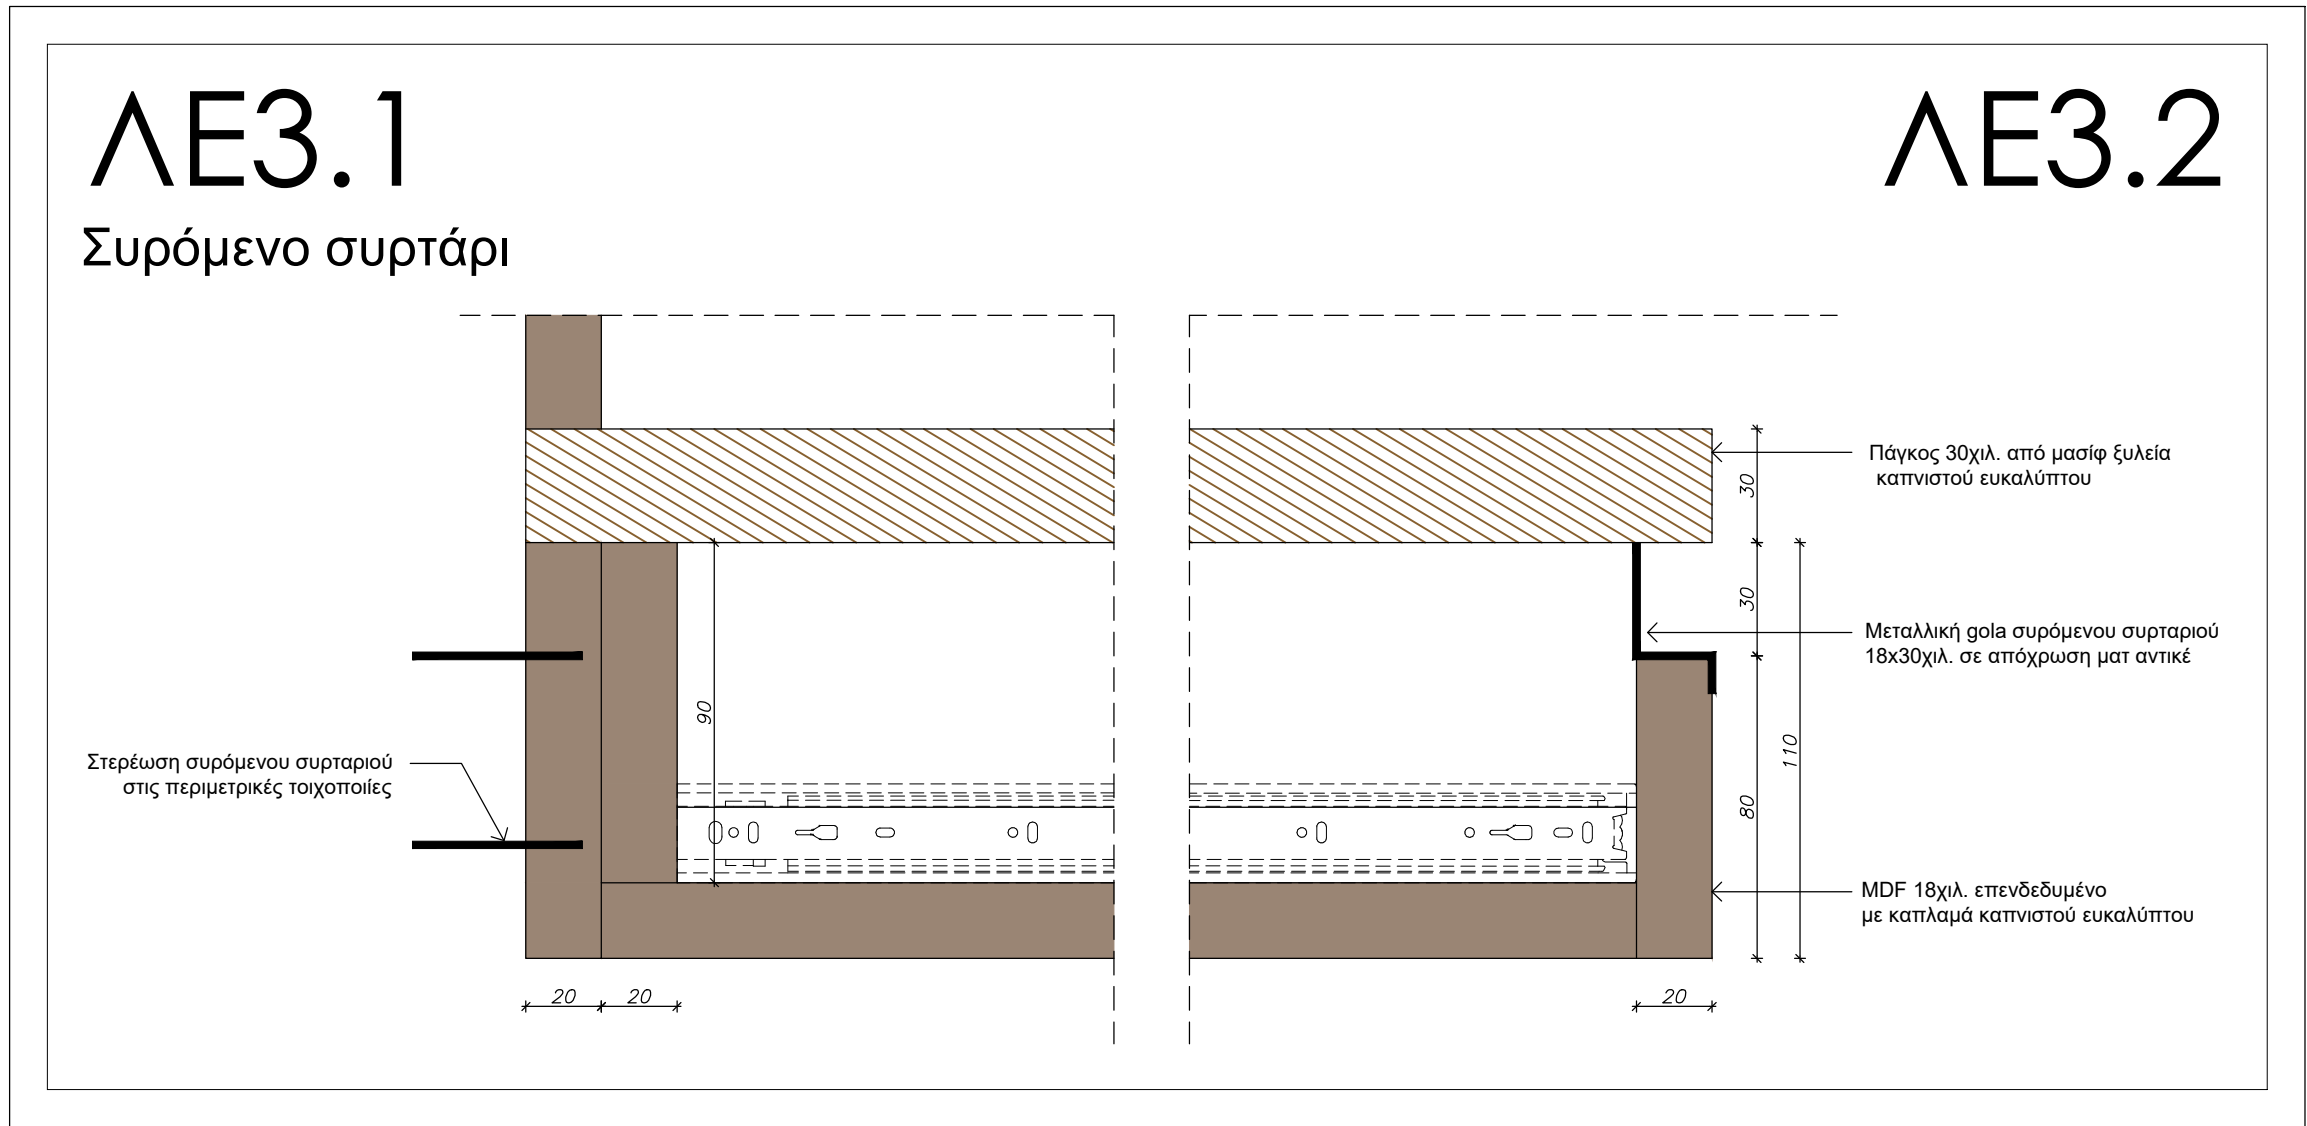 ΛΕ3.1
ΛΕ3.2
Συρόμενο συρτάρι
Πάγκος 30χιλ. από μασίφ ξυλεία
καπνιστού ευκαλύπτου
30
30
Μεταλλική gola συρόμενου συρταριού
18x30χιλ. σε απόχρωση ματ αντικέ
90
110
Στερέωση συρόμενου συρταριού
στις περιμετρικές τοιχοποιίες
80
MDF 18χιλ. επενδεδυμένο
με καπλαμά καπνιστού ευκαλύπτου
20
20
20